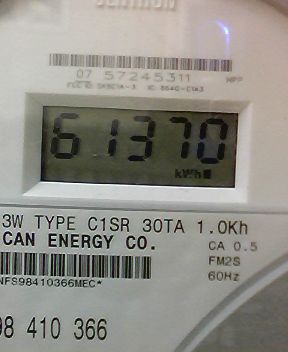 07 57245311
61370
kWh
3W TYPE C1SR 30TA 1.0Kh
CAN ENERGY CO.
CA 0.5
FM2S
60Hz
NFS98410366MEC*
98 410 366